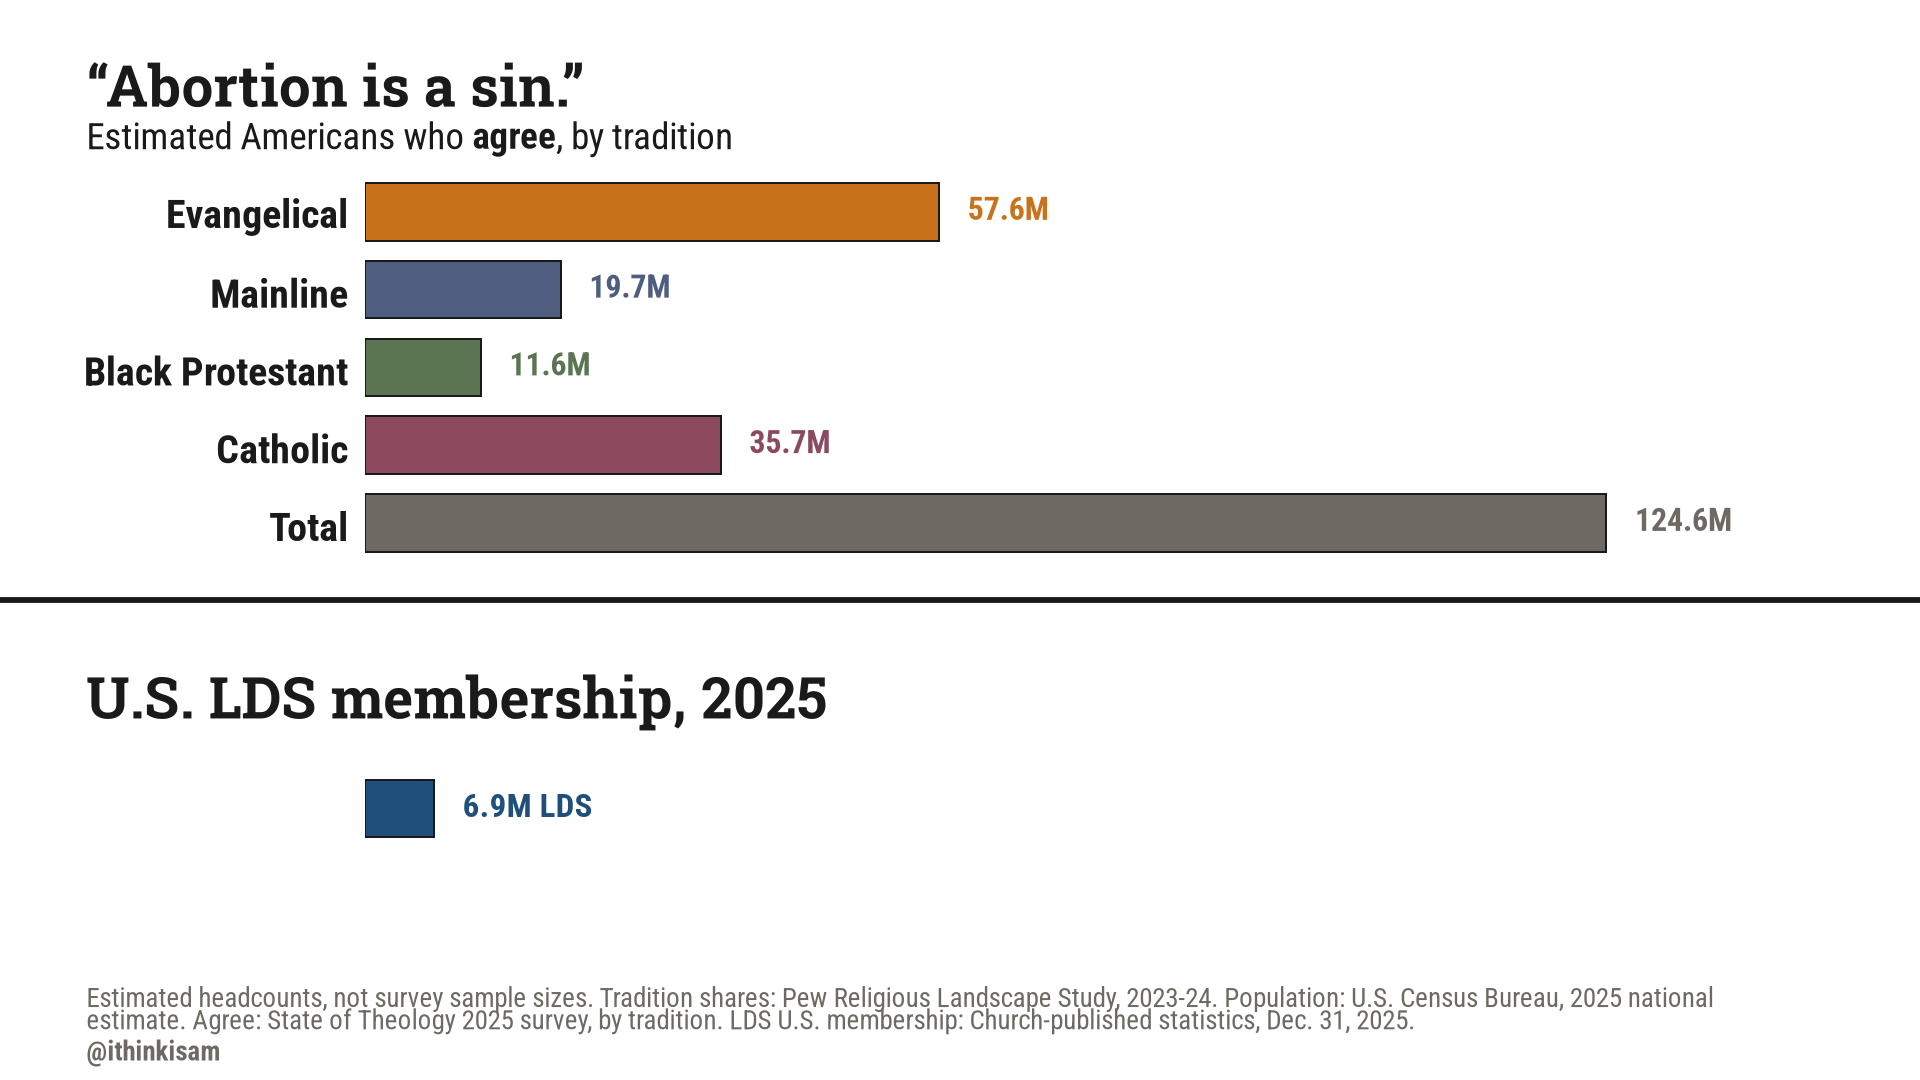 “Abortion is a sin.”
Estimated Americans who agree, by tradition
Evangelical 57.6M
Mainline 19.7M
Black Protestant 11.6M
Catholic 35.7M
Total 124.6M
U.S. LDS membership, 2025
6.9M LDS
Estimated headcounts, not survey sample sizes. Tradition shares: Pew Religious Landscape Study, 2023-24. Population: U.S. Census Bureau, 2025 national
estimate. Agree: State of Theology 2025 survey, by tradition. LDS U.S. membership: Church-published statistics, Dec. 31, 2025.
@ithinkisam